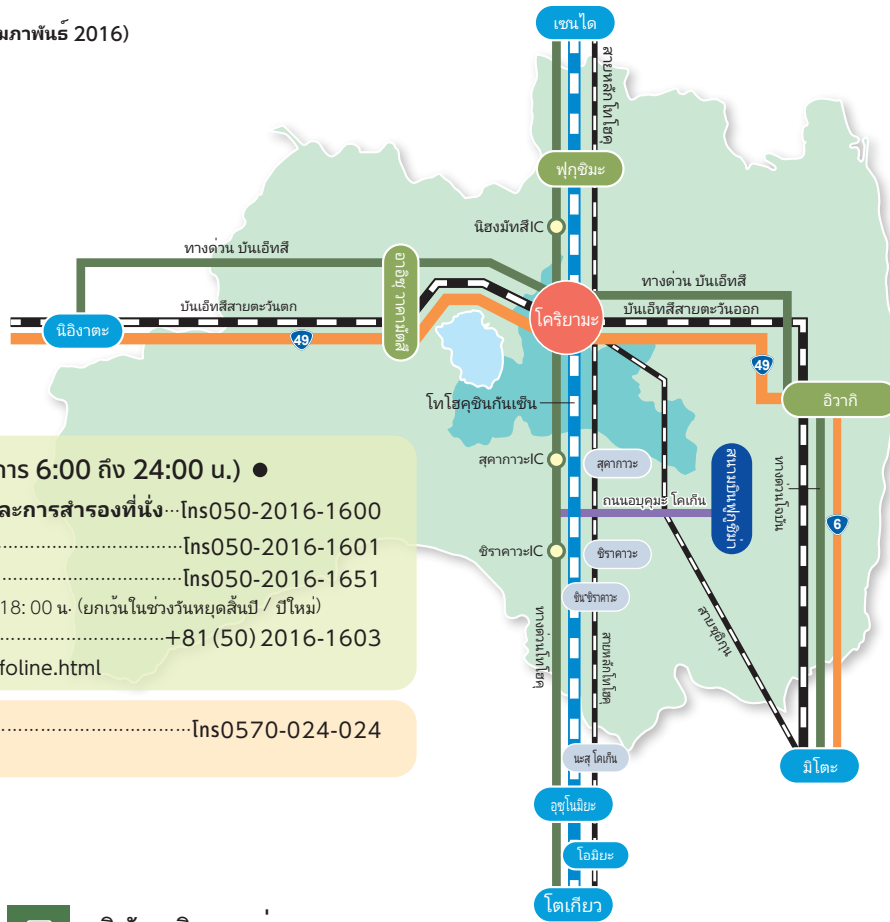 มภาพันธ์ 2016)
เซนได
สายหลักโทโฮคุ
ฟุกุชิมะ
นิฮงมัทสึIC
ทางด่วน บันเอ็ทสึ
อาอิซุ วาคามัตสึ
ทางด่วน บันเอ็ทสึ
บันเอ็ทสึสายตะวันตก
โคริยามะ
บันเอ็ทสึสายตะวันออก
นิอิงาตะ
49
49
โทโฮคุชินกันเซ็น
อิวากิ
การ 6:00 ถึง 24:00 น.) ●
สุคากาวะIC
สุคากาวะ
สนามบินฟุกุชิม่า
ทางด่วนโจบัน
ละการสำรองที่นั่ง···โทร050-2016-1600
ถนนอบุคุมะ โคเก็น
6
โทร050-2016-1601
ชิราคาวะIC
ชิราคาวะ
โทร050-2016-1651
18: 00 น. (ยกเว้นในช่วงวันหยุดสิ้นปี / ปีใหม่)
ชินชิราคาวะ
+81(50) 2016-1603
ทางด่วนโทโฮคุ
สายหลักโทโฮคุ
สายซุอิกุน
foline.html
โทร0570-024-024
นะสุ โคเก็น
มิโตะ
อุซุโนมิยะ
โอมิยะ
โตเกียว